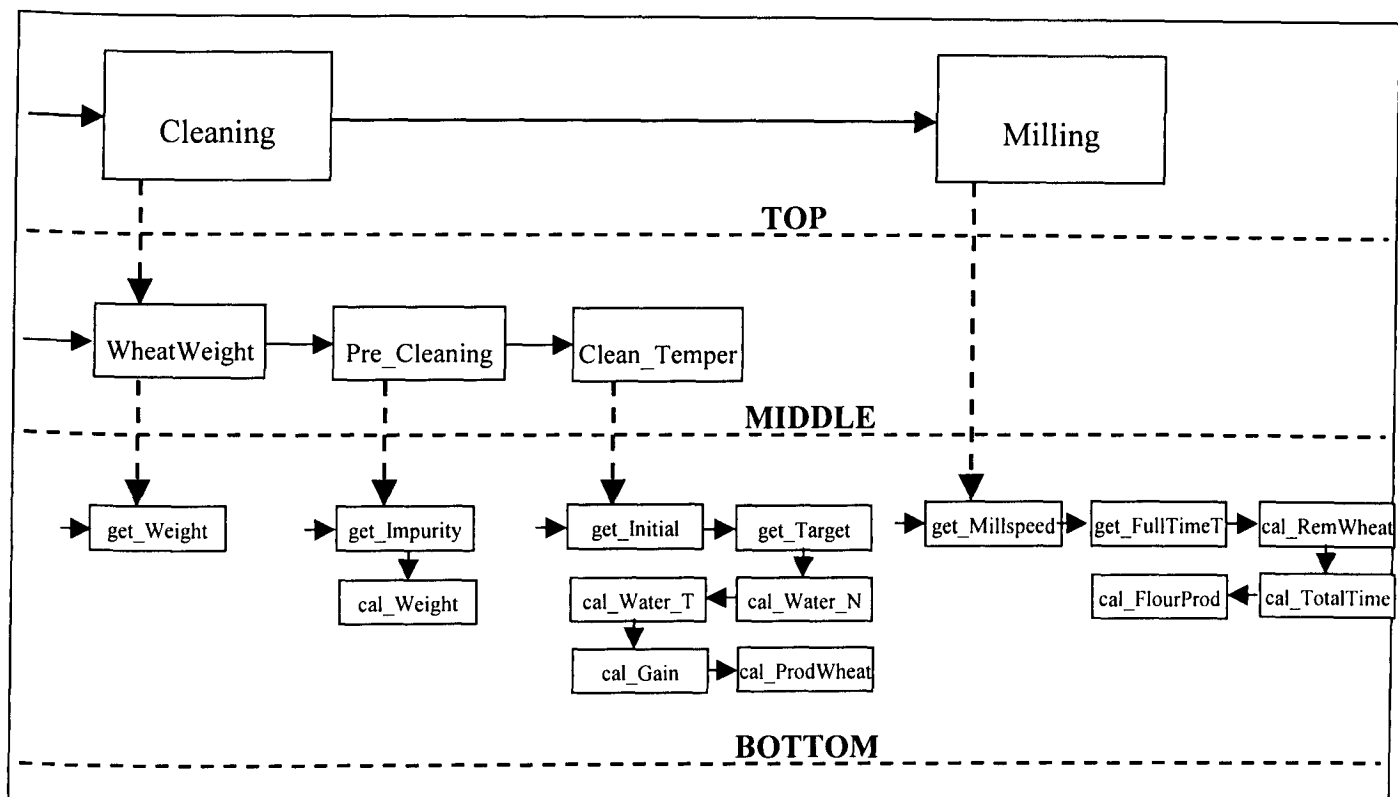 Cleaning
Milling
TOP
WheatWeight
Pre_Cleaning
Clean_Temper
MIDDLE
get_Weight
get_Impurity
get_Initial
get_Target
get_Millspeed
get_FullTimeT
cal_RemWheat
cal_Weight
cal_Water_T
cal_Water_N
cal_FlourProd
cal_TotalTime
cal_Gain
cal_ProdWheat
BOTTOM